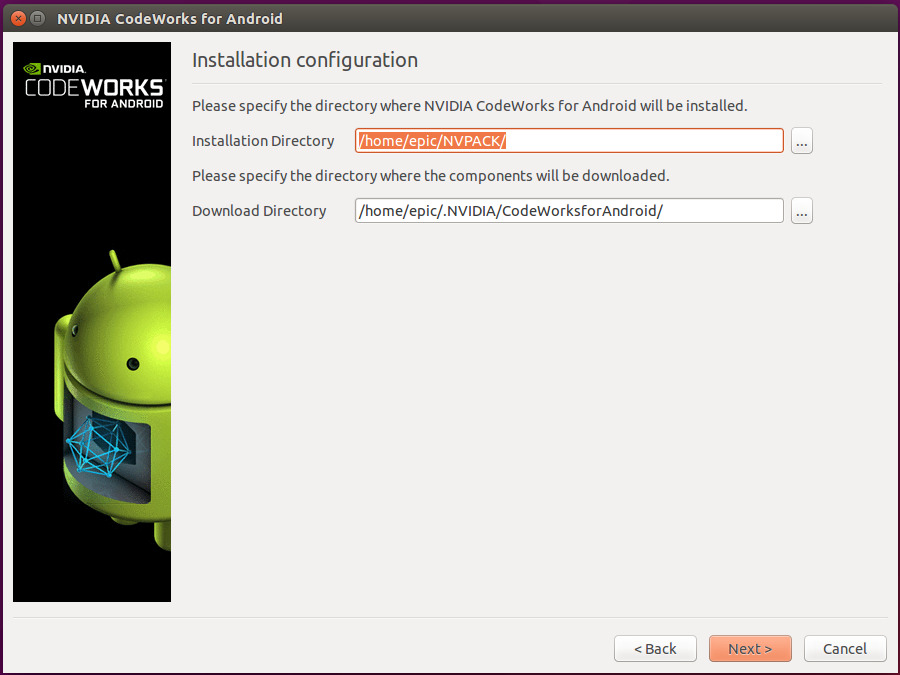 NVIDIA CodeWorks for Android
NVIDIA.
CODEWORKS
FOR ANDROID
Installation configuration
Please specify the directory where NVIDIA CodeWorks for Android will be installed.
Installation Directory /home/epic/NVPACK/ ...
Please specify the directory where the components will be downloaded.
Download Directory /home/epic/.NVIDIA/CodeWorksforAndroid/ ...
< Back Next > Cancel